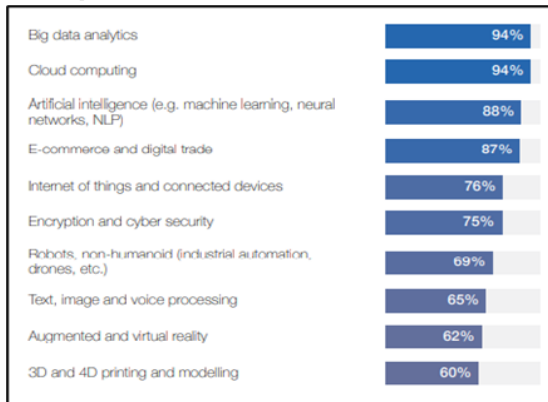 Big data analytics 94%
Cloud computing 94%
Artificial intelligence (e.g. machine learning, neural
networks, NLP) 88%
E-commerce and digital trade 87%
Internet of things and connected devices 76%
Encryption and cyber security 75%
Robots, non-humanoid (industrial automation,
drones, etc.) 69%
Text, image and voice processing 65%
Augmented and virtual reality 62%
3D and 4D printing and modelling 60%